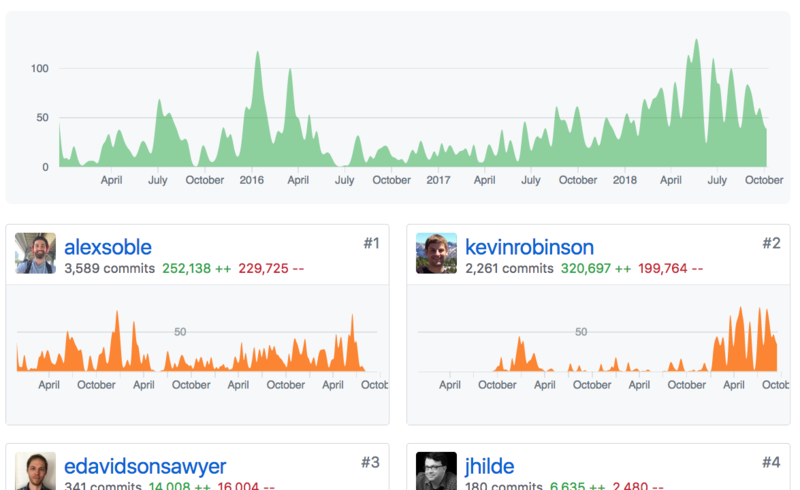 100
50
0
April July October 2016 April July October 2017 April July October 2018 April July October
alexsoble #1
3,589 commits 252,138 ++ 229,725 --
50
April October April October April October April Octob
kevinrobinson #2
2,261 commits 320,697 ++ 199,764 --
50
April October April October April October April Octob
edavidsonsawyer #3
341 commits 14,008 ++ 16,004 --
jhilde #4
180 commits 6,635 ++ 2,480 --